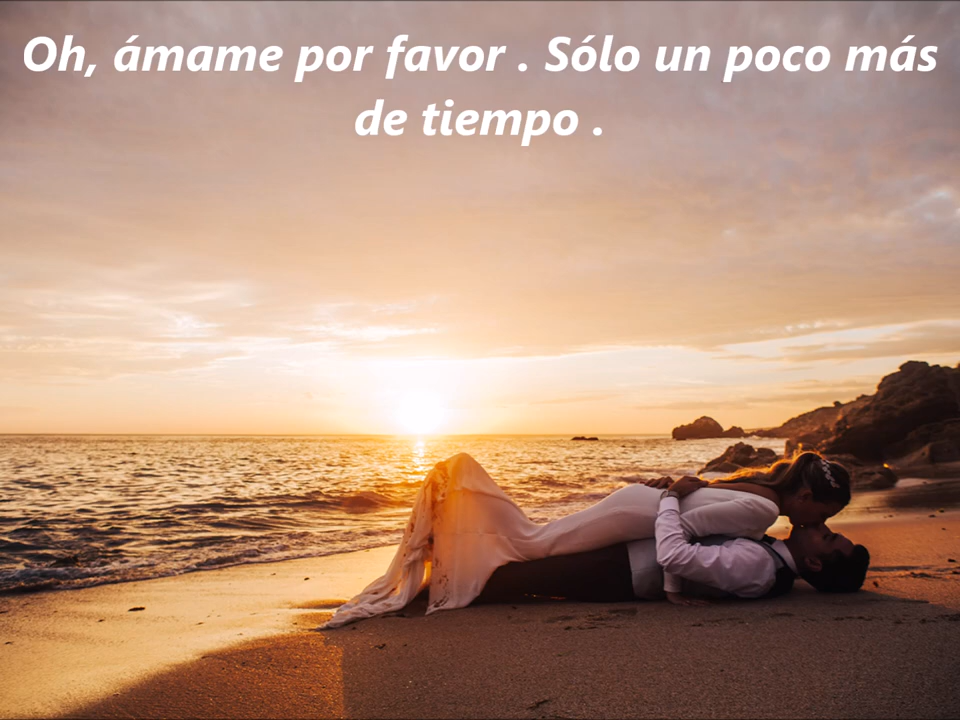 Oh, ámame por favor . Sólo un poco más
de tiempo .